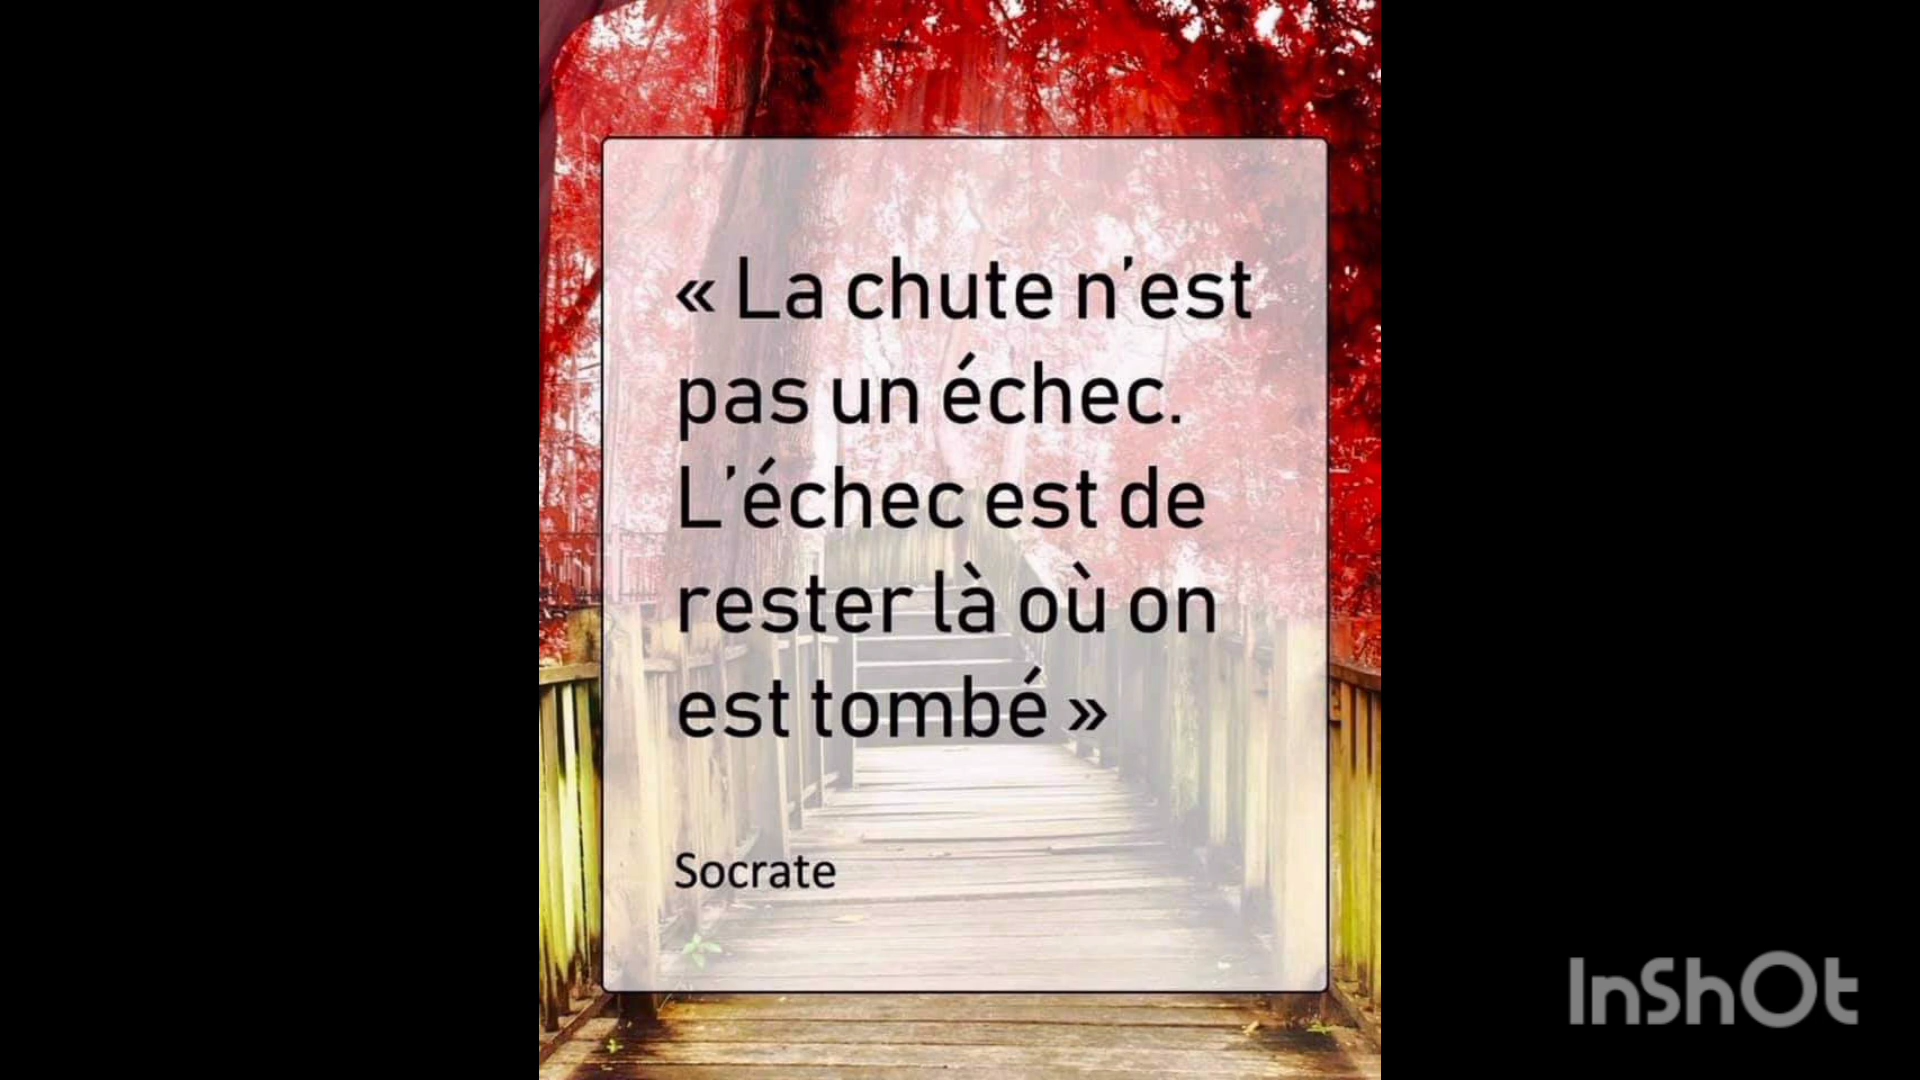 « La chute n’est
pas un échec.
L’échec est de
rester là où on
est tombé »
Socrate
InShOt